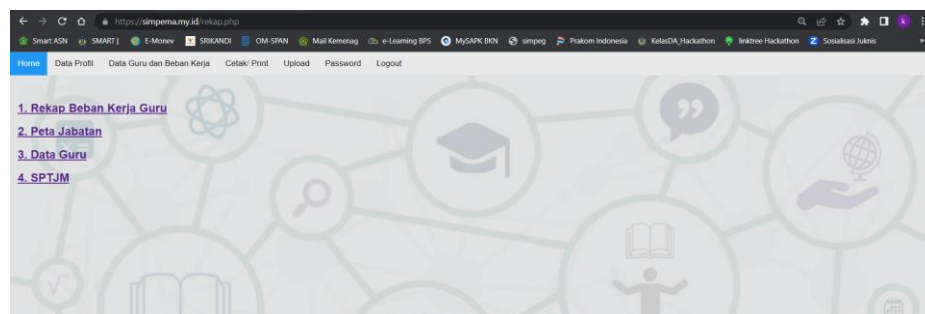 https://simpema.my.id/rekap.php
Smart ASN SMART | E-Monev SRIKANDI OM-SPAN Mail Kemenag e-Learning BPS MySAPK BKN simpeg Prakom Indonesia KelasDA_Hackathon linktree Hackathon Sosialisasi Juknis
Home Data Profil Data Guru dan Beban Kerja Cetak/ Print Upload Password Logout
1. Rekap Beban Kerja Guru
2. Peta Jabatan
3. Data Guru
4. SPTJM